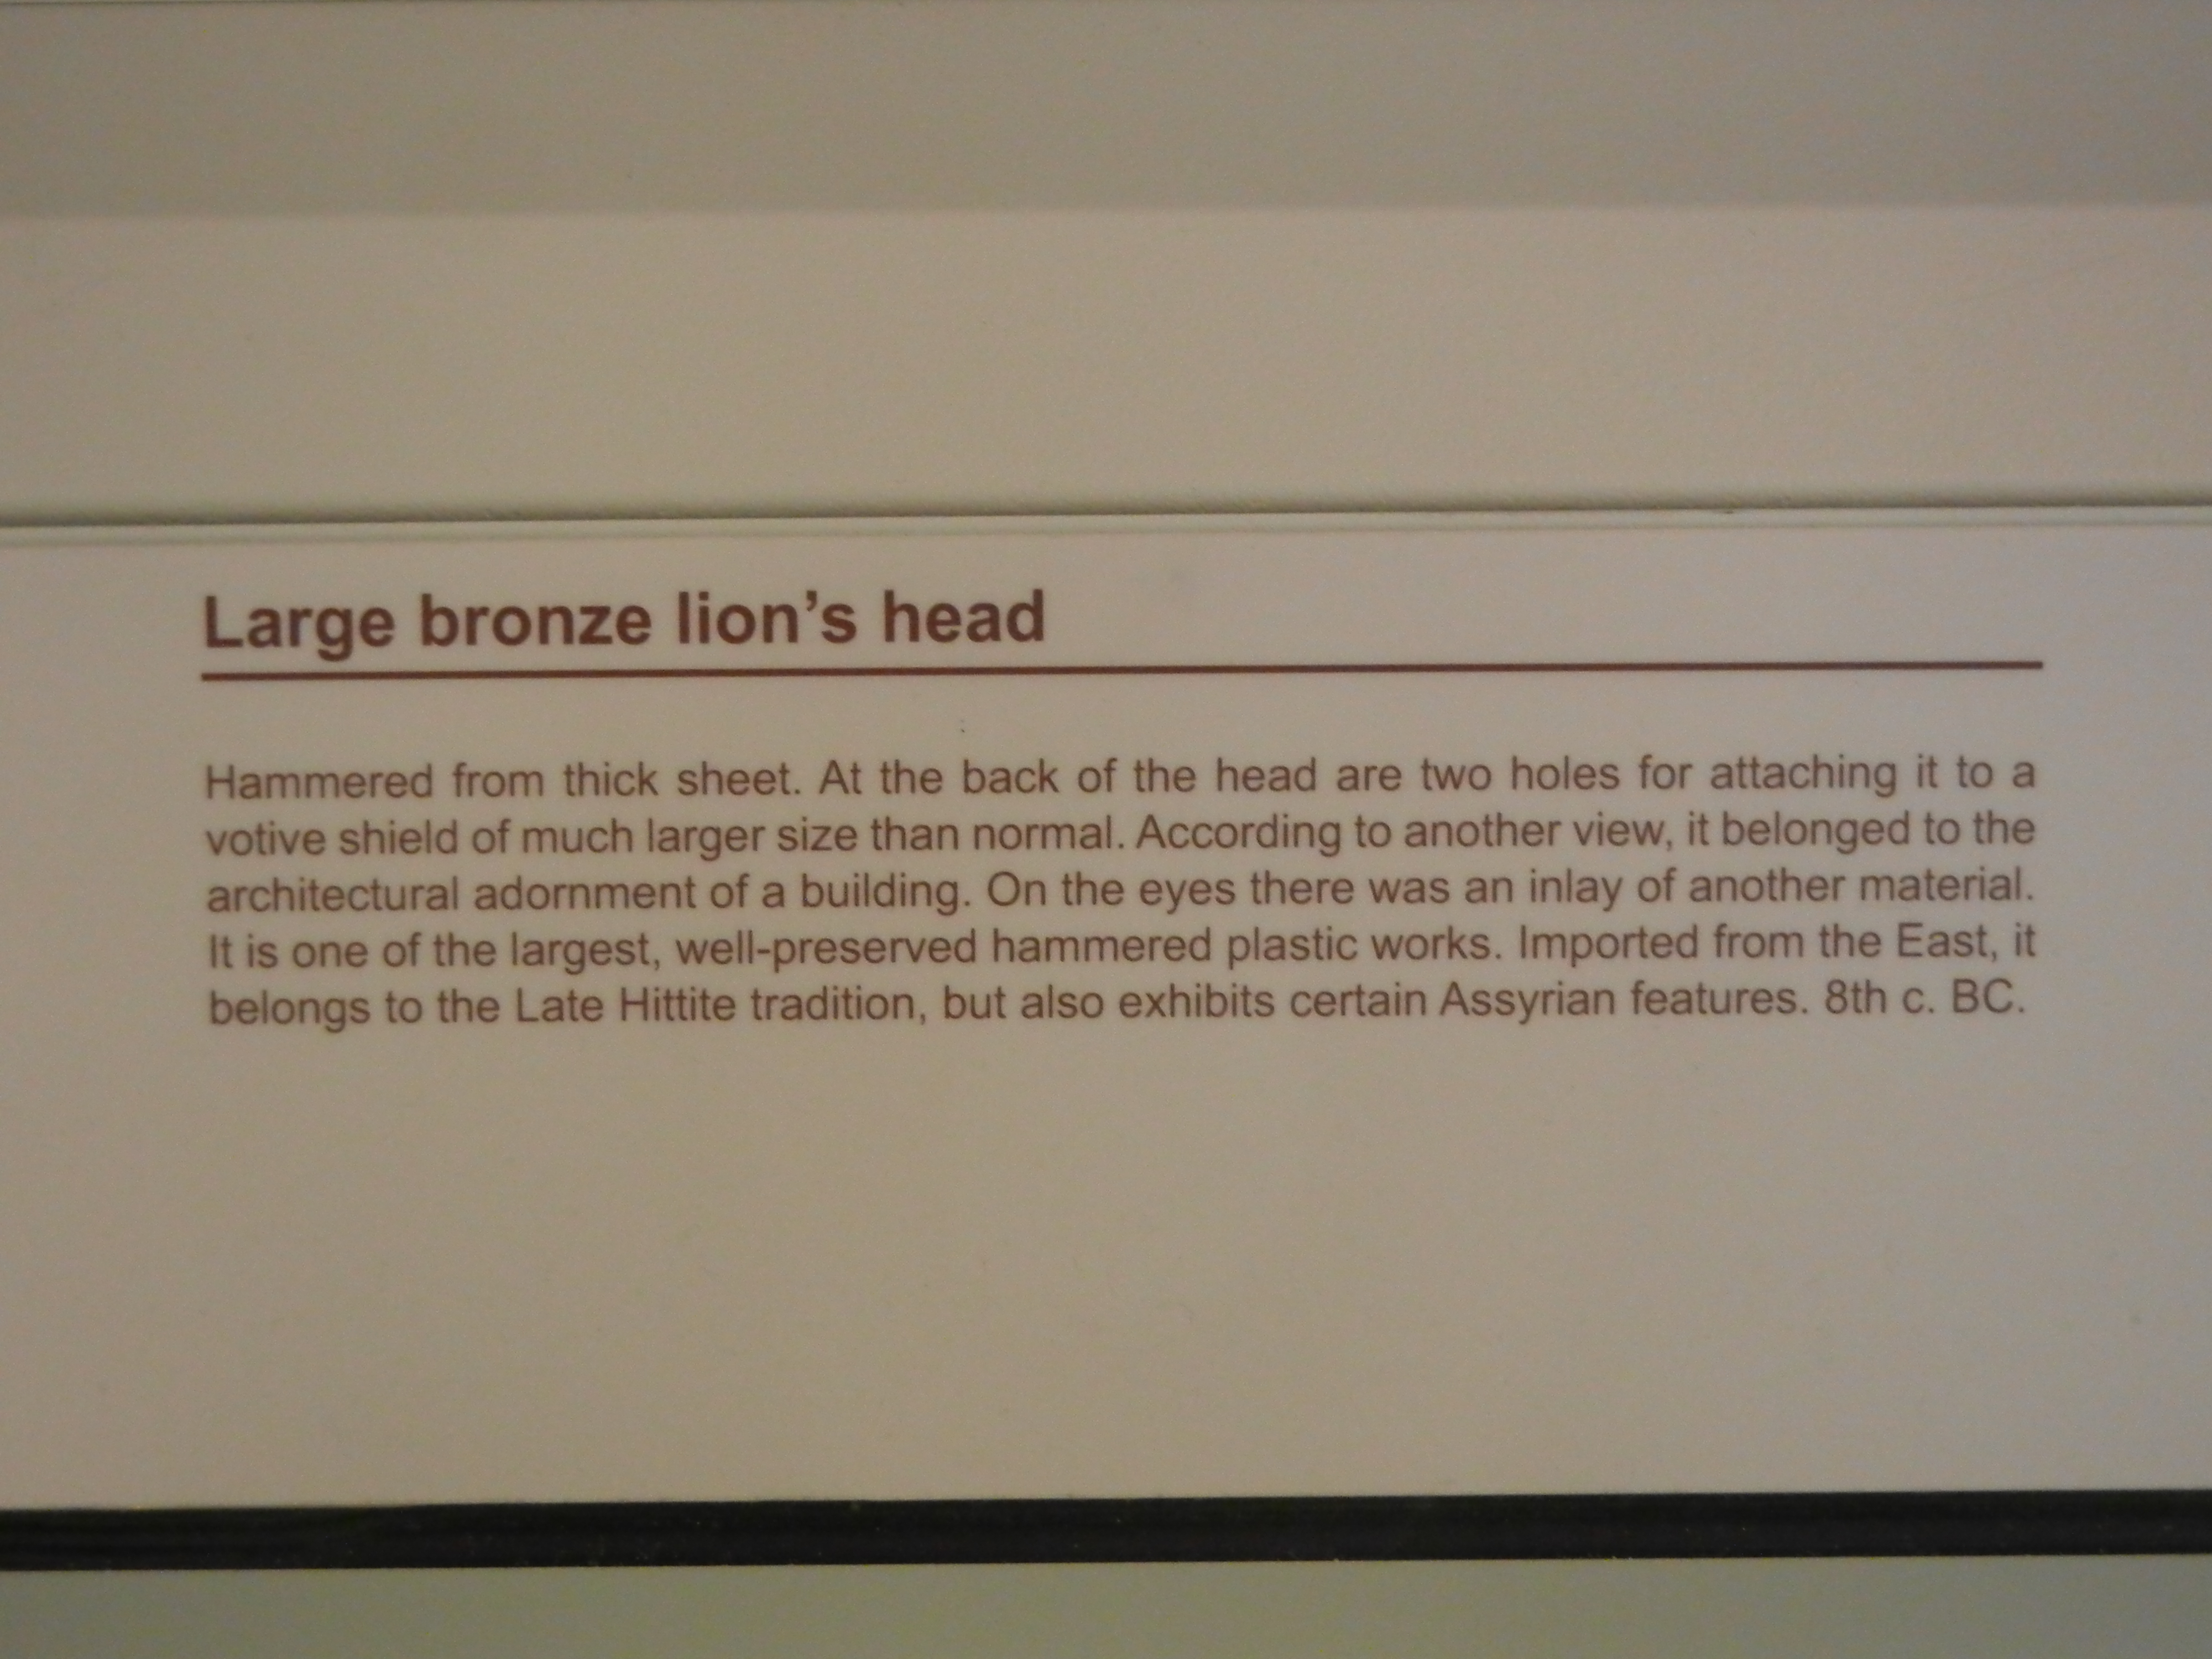 Large bronze lion’s head
Hammered from thick sheet. At the back of the head are two holes for attaching it to a
votive shield of much larger size than normal. According to another view, it belonged to the
architectural adornment of a building. On the eyes there was an inlay of another material.
It is one of the largest, well-preserved hammered plastic works. Imported from the East, it
belongs to the Late Hittite tradition, but also exhibits certain Assyrian features. 8th c. BC.